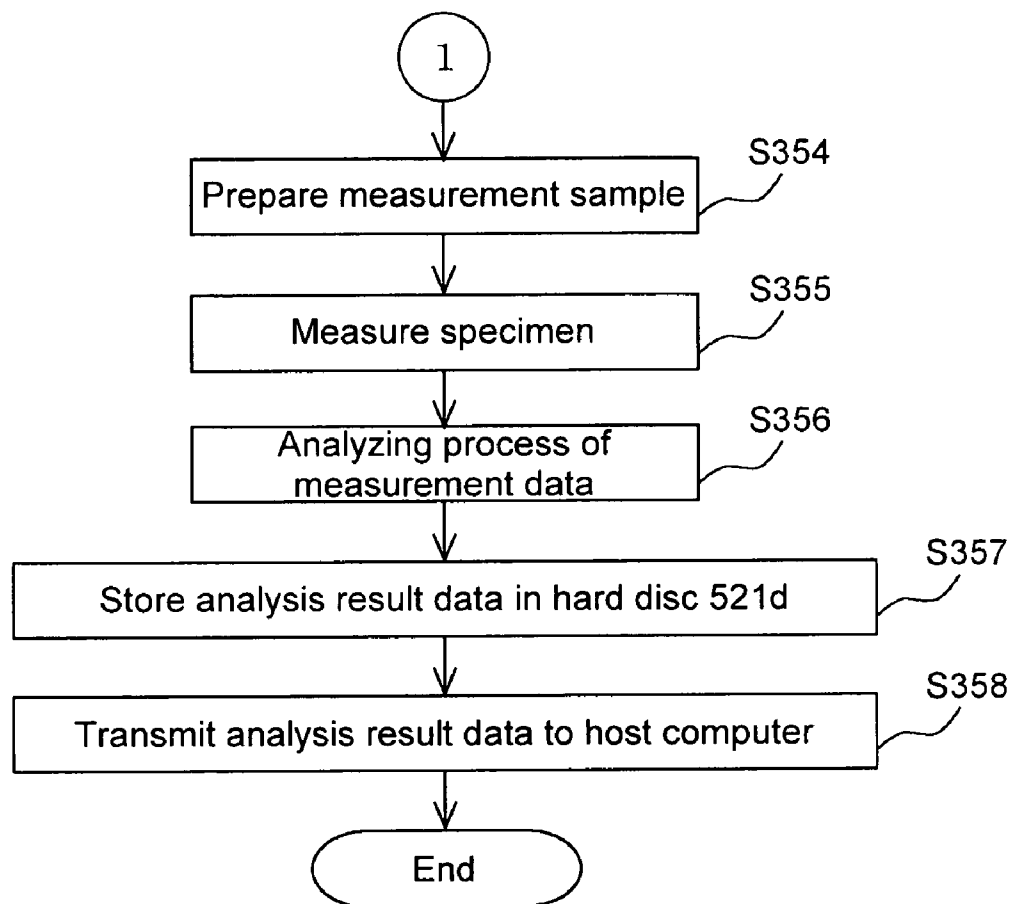 1
S354
Prepare measurement sample
S355
Measure specimen
S356
Analyzing process of
measurement data
S357
Store analysis result data in hard disc 521d
S358
Transmit analysis result data to host computer
End